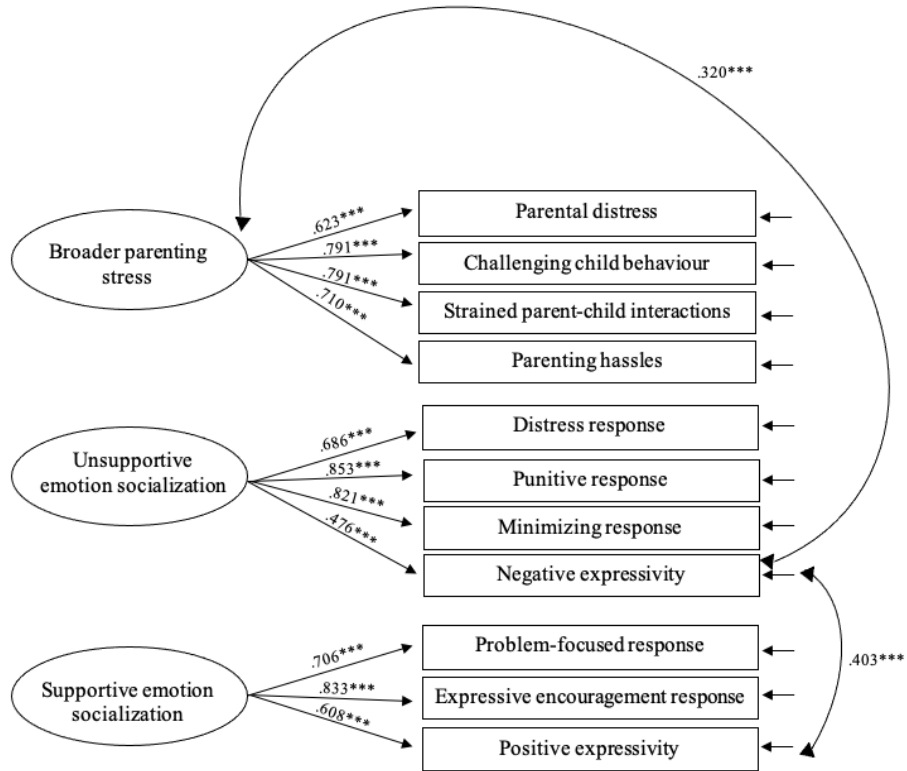 .320***
Broader parenting
stress
.623***
.791***
.791***
.710***
Parental distress
Challenging child behaviour
Strained parent-child interactions
Parenting hassles
Unsupportive
emotion socialization
.686***
.853***
.821***
.476***
Distress response
Punitive response
Minimizing response
Negative expressivity
Supportive emotion
socialization
.706***
.833***
.608***
Problem-focused response
Expressive encouragement response
Positive expressivity
.403***